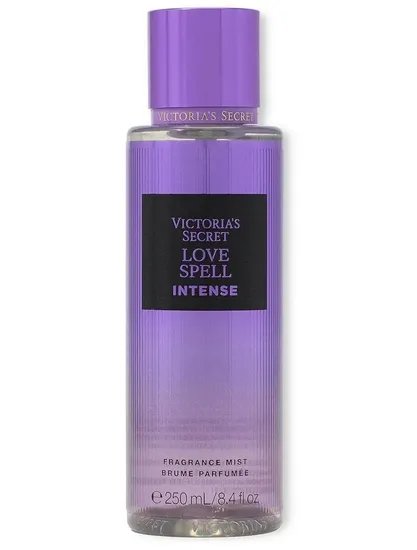 VICTORIA'S SECRET
VICTORIA'S
SECRET
LOVE
SPELL
INTENSE
FRAGRANCE MIST
BRUME PARFUMÉE
℮ 250 mL/8.4 fl.oz